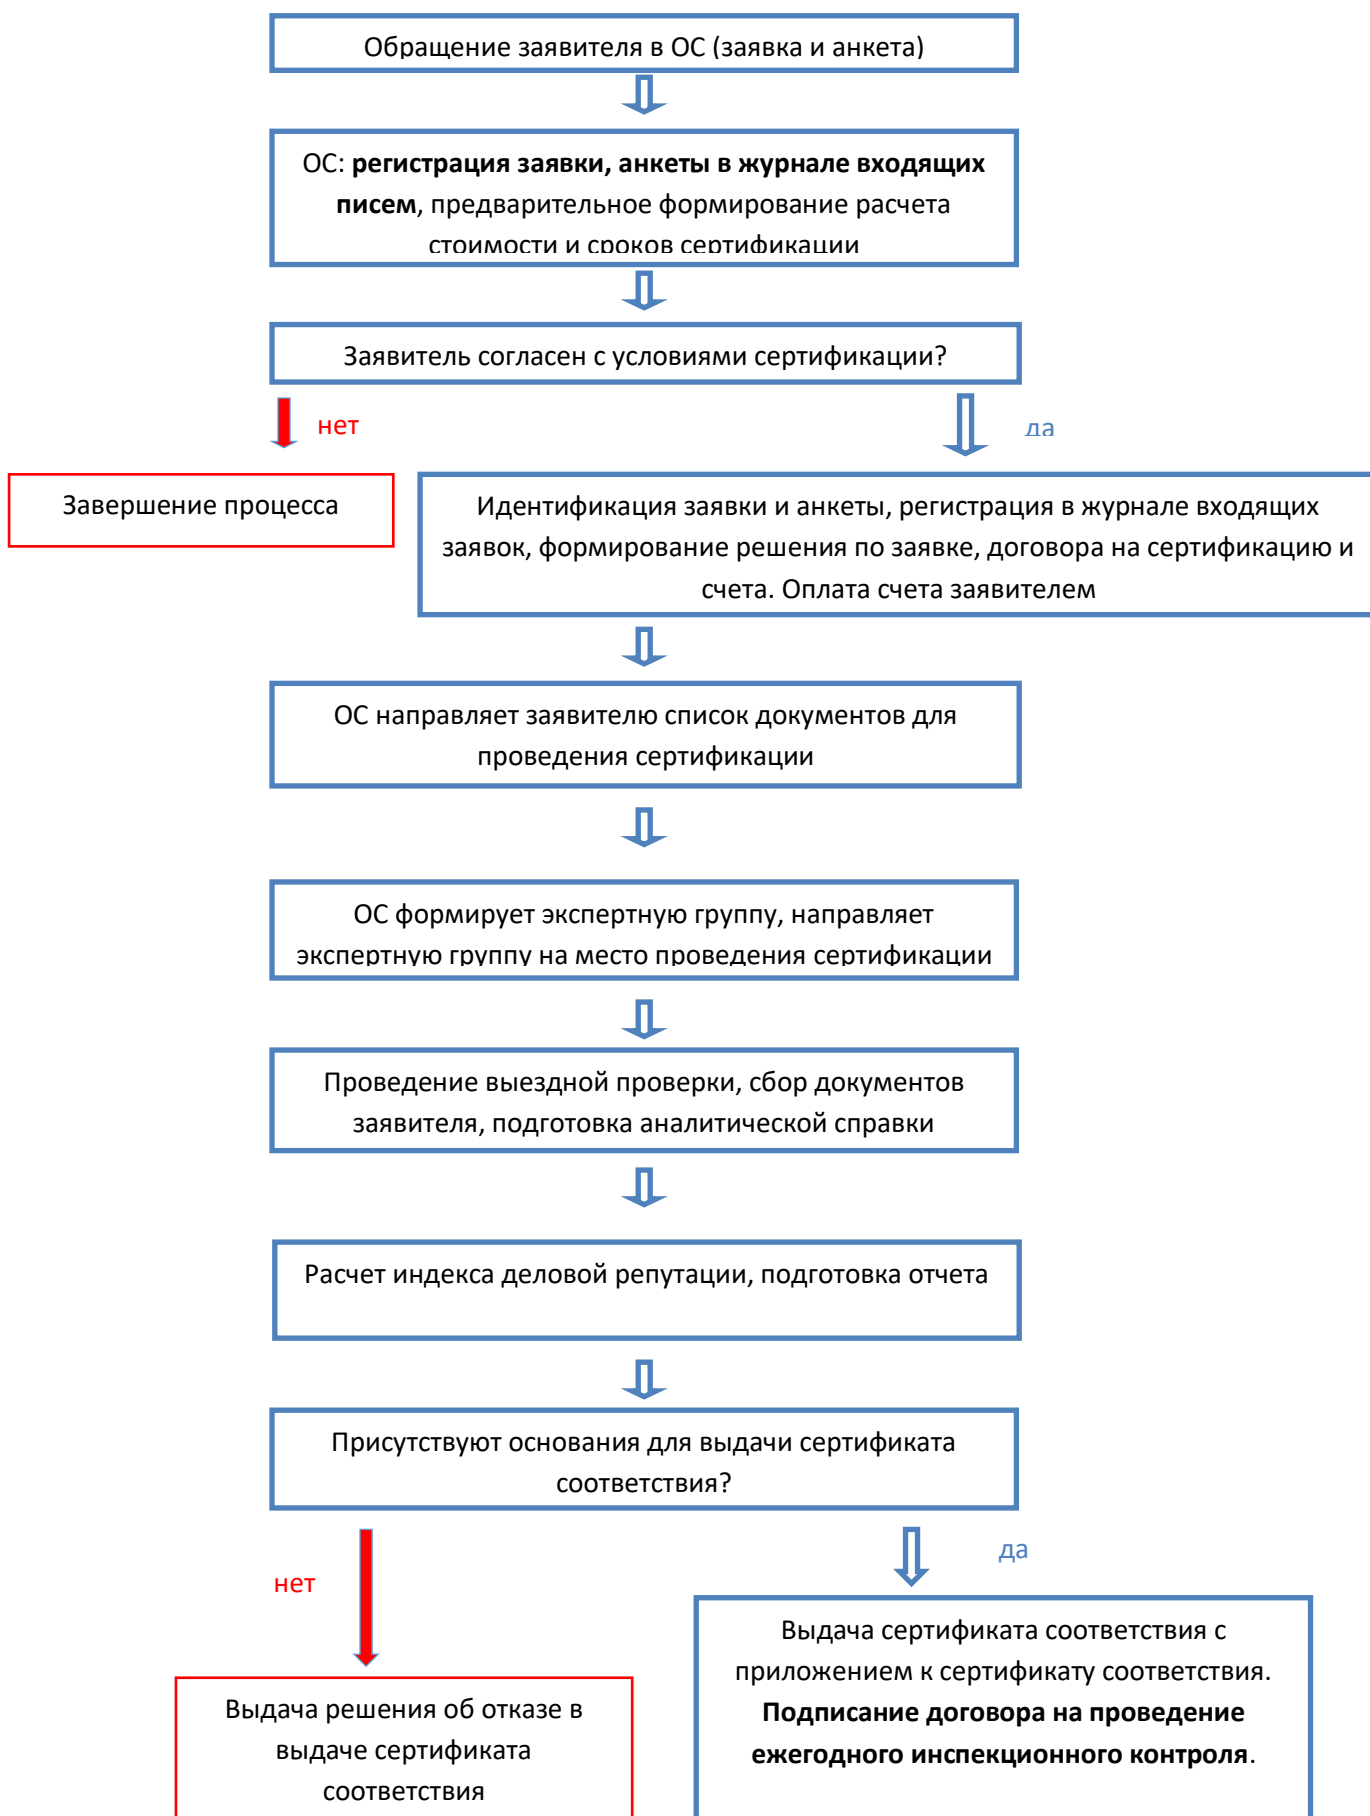 Обращение заявителя в ОС (заявка и анкета)
ОС: регистрация заявки, анкеты в журнале входящих
писем, предварительное формирование расчета
стоимости и сроков сертификации
Заявитель согласен с условиями сертификации?
нет
да
Завершение процесса
Идентификация заявки и анкеты, регистрация в журнале входящих
заявок, формирование решения по заявке, договора на сертификацию и
счета. Оплата счета заявителем
ОС направляет заявителю список документов для
проведения сертификации
ОС формирует экспертную группу, направляет
экспертную группу на место проведения сертификации
Проведение выездной проверки, сбор документов
заявителя, подготовка аналитической справки
Расчет индекса деловой репутации, подготовка отчета
Присутствуют основания для выдачи сертификата
соответствия?
нет
да
Выдача решения об отказе в
выдаче сертификата
соответствия
Выдача сертификата соответствия с
приложением к сертификату соответствия.
Подписание договора на проведение
ежегодного инспекционного контроля.